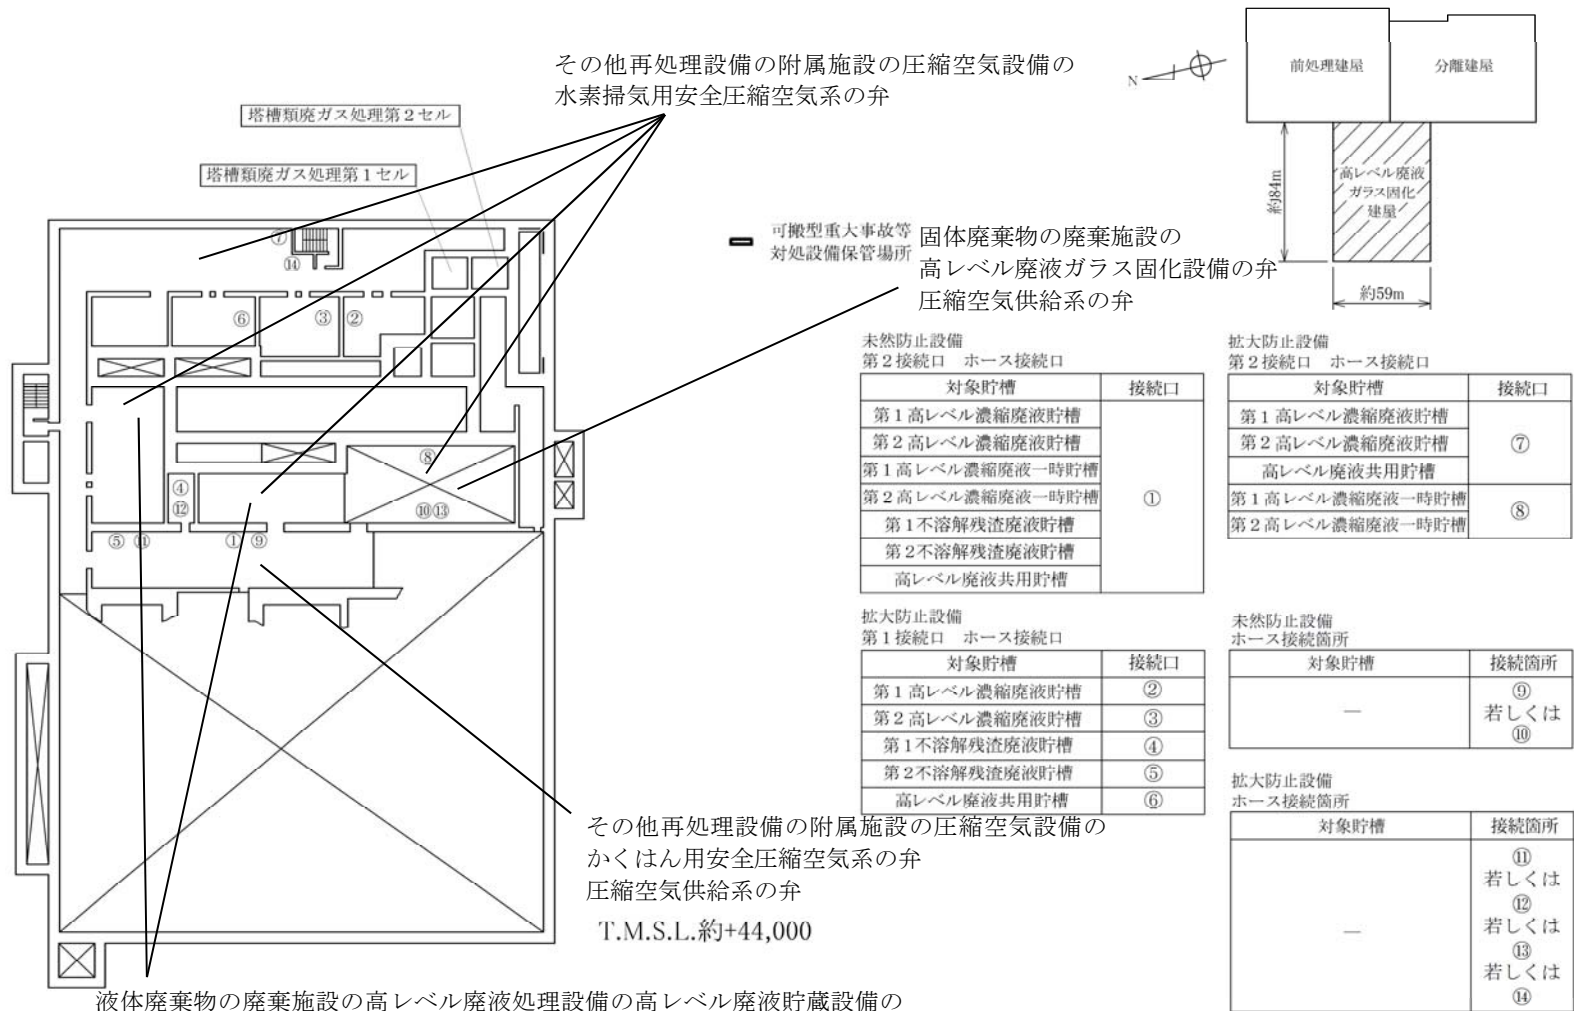 その他再処理設備の附属施設の圧縮空気設備の
水素掃気用安全圧縮空気系の弁
塔槽類廃ガス処理第2セル
塔槽類廃ガス処理第1セル
N
前処理建屋
分離建屋
高レベル廃液
ガラス固化
建屋
約84m
約59m
可搬型重大事故等
対処設備保管場所
固体廃棄物の廃棄施設の
高レベル廃液ガラス固化設備の弁
圧縮空気供給系の弁
⑦
⑭
⑥ ③ ②
⑧
④
⑫
⑩⑬
⑤ ⑪ ① ⑨
未然防止設備
第2接続口 ホース接続口
対象貯槽 接続口
第1高レベル濃縮廃液貯槽
第2高レベル濃縮廃液貯槽
第1高レベル濃縮廃液一時貯槽
第2高レベル濃縮廃液一時貯槽 ①
第1不溶解残渣廃液貯槽
第2不溶解残渣廃液貯槽
高レベル廃液共用貯槽
拡大防止設備
第2接続口 ホース接続口
対象貯槽 接続口
第1高レベル濃縮廃液貯槽
第2高レベル濃縮廃液貯槽 ⑦
高レベル廃液共用貯槽
第1高レベル濃縮廃液一時貯槽 ⑧
第2高レベル濃縮廃液一時貯槽
拡大防止設備
第1接続口 ホース接続口
対象貯槽 接続口
第1高レベル濃縮廃液貯槽 ②
第2高レベル濃縮廃液貯槽 ③
第1不溶解残渣廃液貯槽 ④
第2不溶解残渣廃液貯槽 ⑤
高レベル廃液共用貯槽 ⑥
未然防止設備
ホース接続箇所
対象貯槽 接続箇所
⑨
— 若しくは
⑩
拡大防止設備
ホース接続箇所
対象貯槽 接続箇所
⑪
若しくは
⑫
— 若しくは
⑬
若しくは
⑭
その他再処理設備の附属施設の圧縮空気設備の
かくはん用安全圧縮空気系の弁
圧縮空気供給系の弁
T.M.S.L.約+44,000
液体廃棄物の廃棄施設の高レベル廃液処理設備の高レベル廃液貯蔵設備の